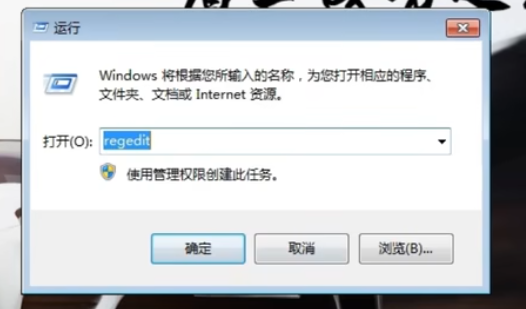 运行
Windows 将根据您所输入的名称，为您打开相应的程序、
文件夹、文档或 Internet 资源。
打开(O): regedit
使用管理权限创建此任务。
确定 取消 浏览(B)...